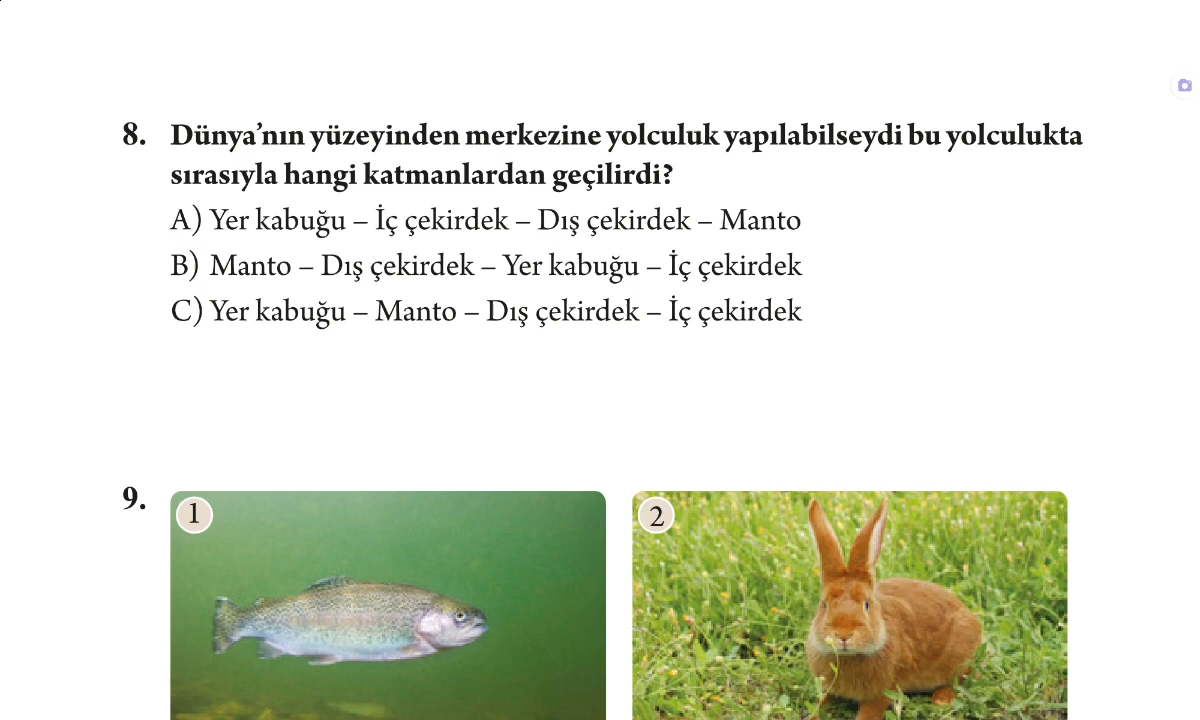 8. Dünya’nın yüzeyinden merkezine yolculuk yapılabilseydi bu yolculukta
sırasıyla hangi katmanlardan geçilirdi?
A) Yer kabuğu – İç çekirdek – Dış çekirdek – Manto
B) Manto – Dış çekirdek – Yer kabuğu – İç çekirdek
C) Yer kabuğu – Manto – Dış çekirdek – İç çekirdek
9.
1
2